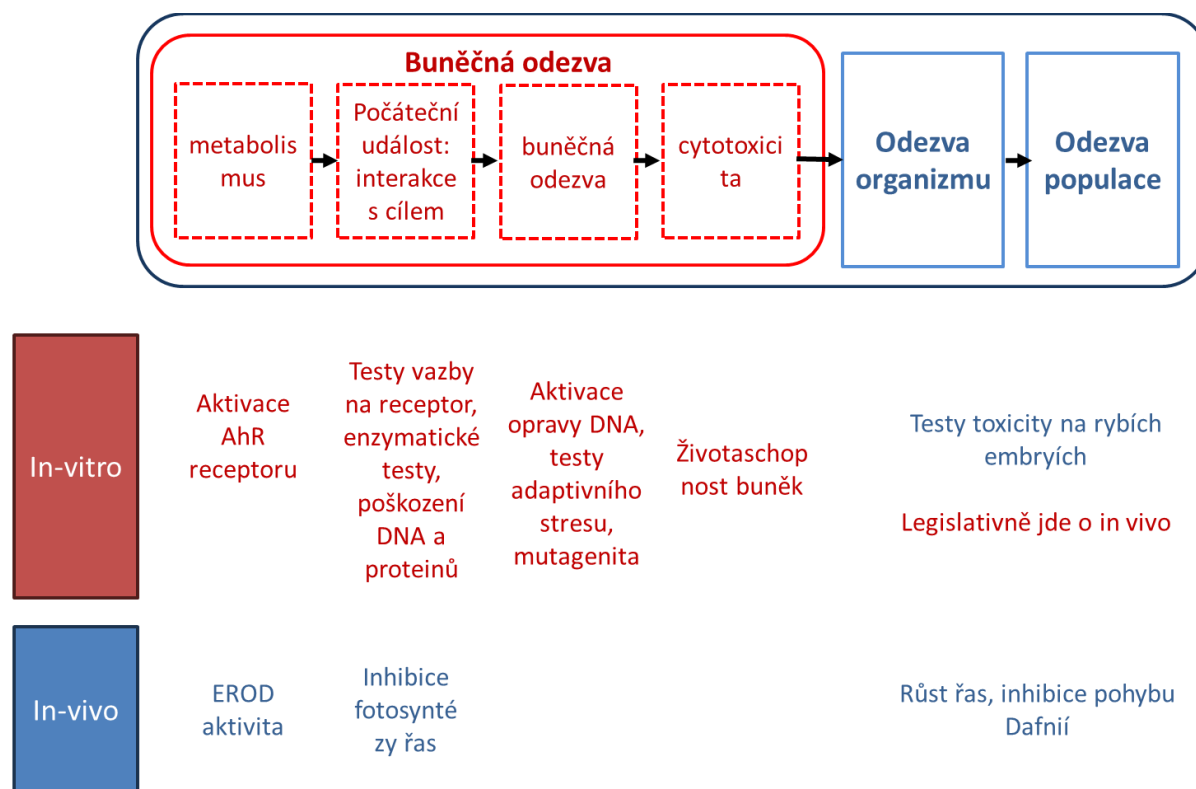 Buněčná odezva
metabolis
mus
Počáteční
událost:
interakce
s cílem
buněčná
odezva
cytotoxici
ta
Odezva
organizmu
Odezva
populace
In-vitro
Aktivace
AhR
receptoru
Testy vazby
na receptor,
enzymatické
testy,
poškození
DNA a
proteinů
Aktivace
opravy DNA,
testy
adaptivního
stresu,
mutagenita
Životaschop
nost buněk
Testy toxicity na rybích
embryích
Legislativně jde o in vivo
In-vivo
EROD
aktivita
Inhibice
fotosynté
zy řas
Růst řas, inhibice pohybu
Dafnií